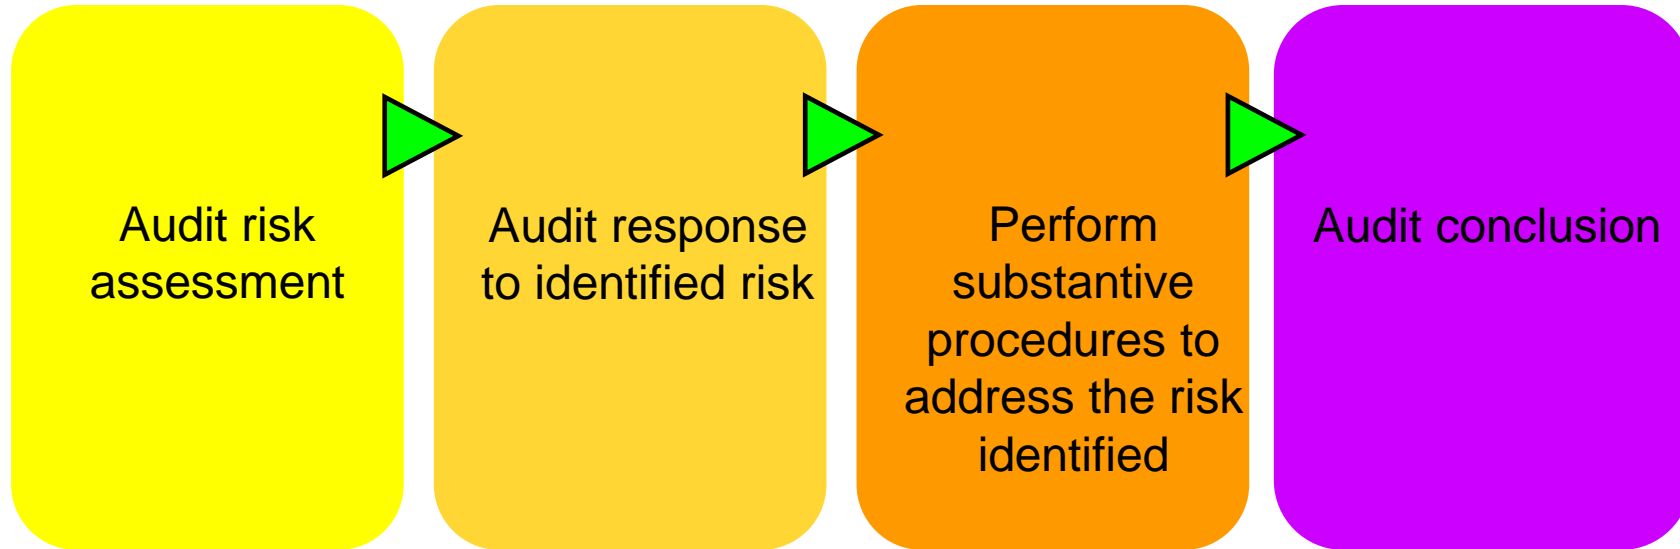 Audit risk
assessment
Audit response
to identified risk
Perform
substantive
procedures to
address the risk
identified
Audit conclusion